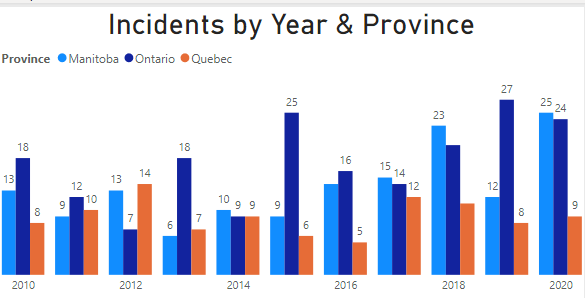 Incidents by Year & Province
Province Manitoba Ontario Quebec
13 18 8 9 12 10 13 7 14 6 18 7 10 9 9 9 25 6 16 5 15 14 12 23 12 27 8 25 24 9
2010 2012 2014 2016 2018 2020